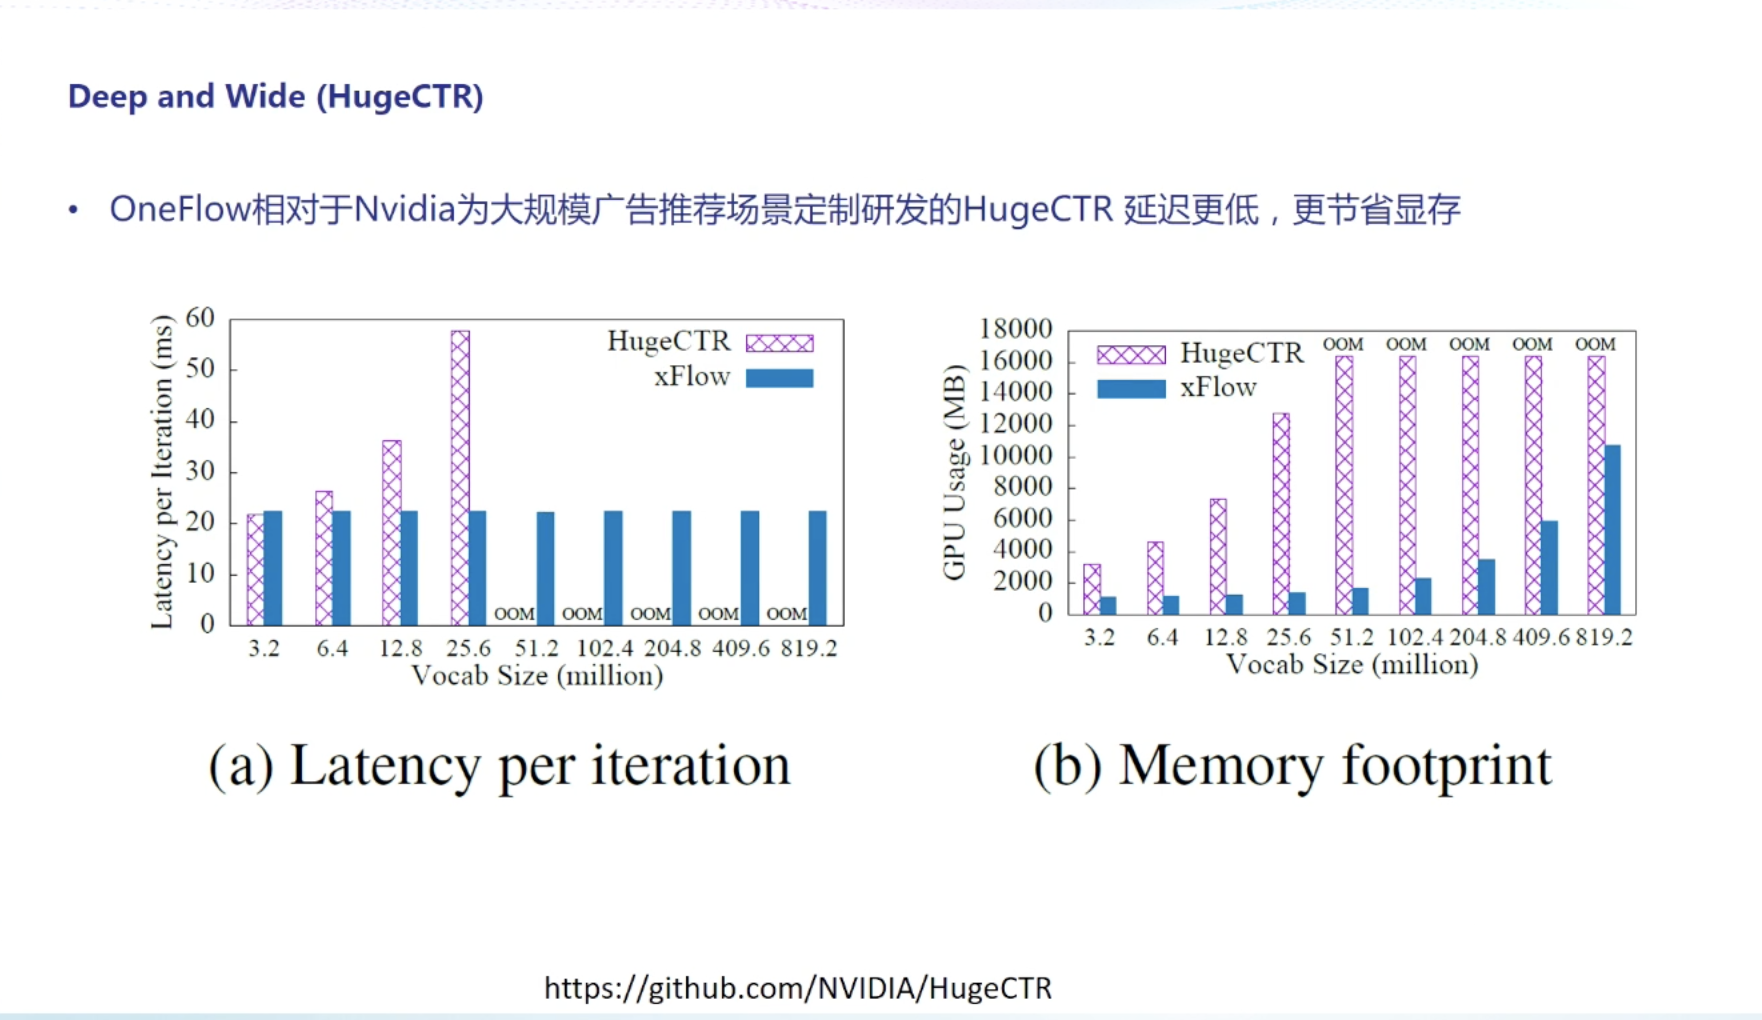 Deep and Wide (HugeCTR)
• OneFlow相对于Nvidia为大规模广告推荐场景定制研发的HugeCTR 延迟更低，更节省显存
Latency per Iteration (ms)
60
50
40
30
20
10
0
HugeCTR
xFlow
OOM OOM OOM OOM OOM
3.2 6.4 12.8 25.6 51.2 102.4 204.8 409.6 819.2
Vocab Size (million)
(a) Latency per iteration
GPU Usage (MB)
18000
16000
14000
12000
10000
8000
6000
4000
2000
0
HugeCTR
xFlow
OOM OOM OOM OOM OOM
3.2 6.4 12.8 25.6 51.2 102.4 204.8 409.6 819.2
Vocab Size (million)
(b) Memory footprint
https://github.com/NVIDIA/HugeCTR